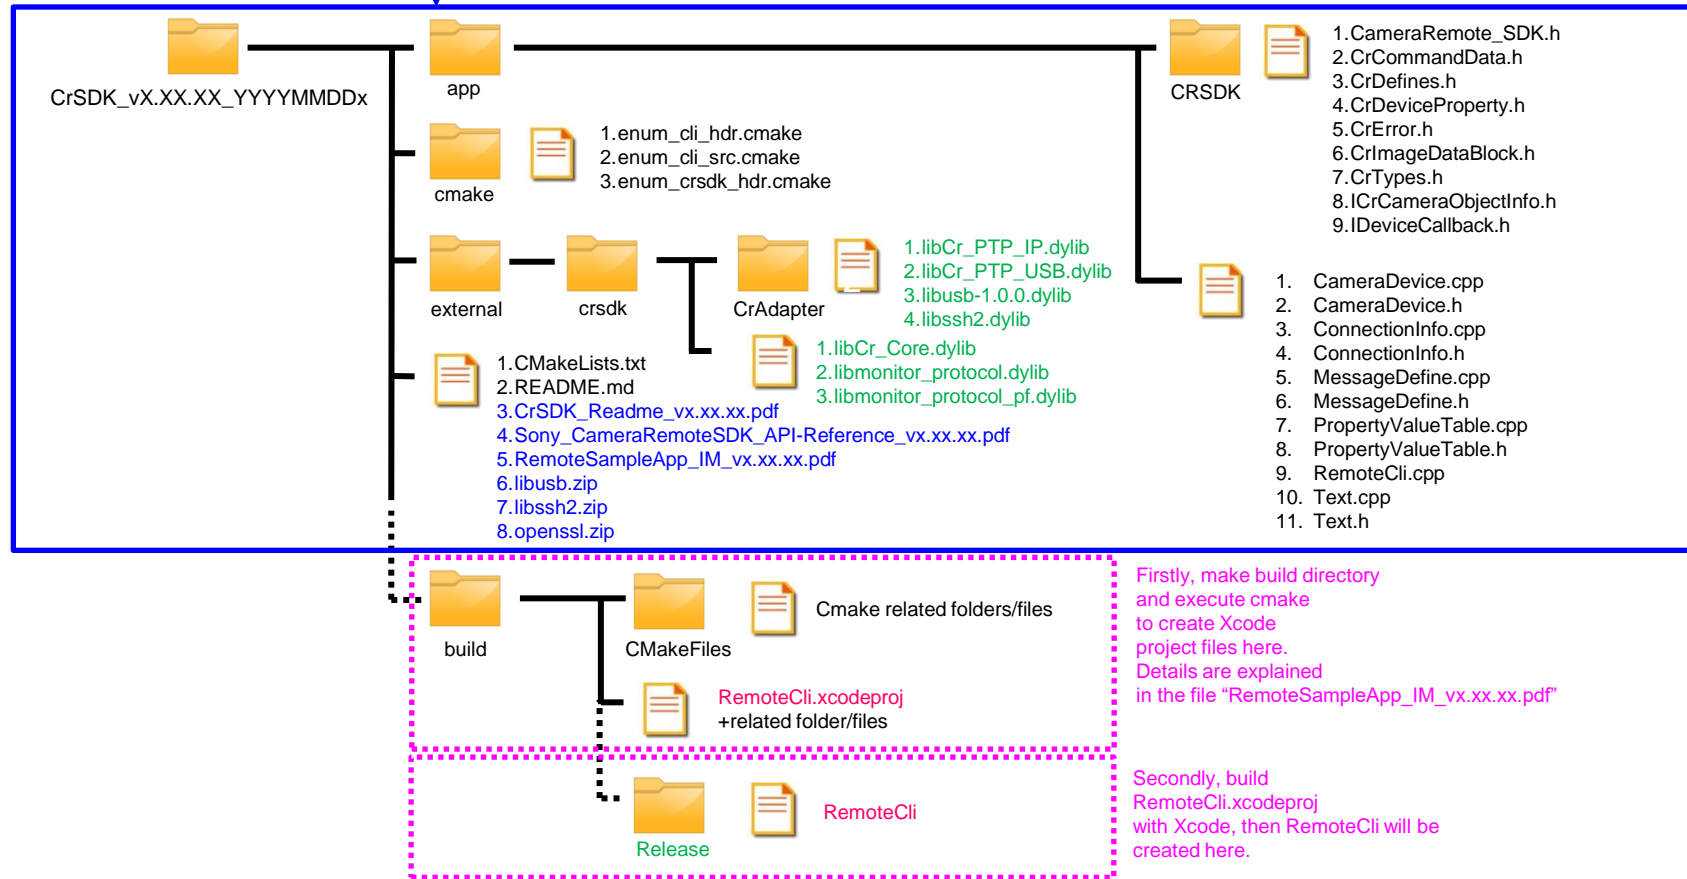 CrSDK_vX.XX.XX_YYYYMMDDx
app
CRSDK
1.CameraRemote_SDK.h
2.CrCommandData.h
3.CrDefines.h
4.CrDeviceProperty.h
5.CrError.h
6.CrImageDataBlock.h
7.CrTypes.h
8.ICrCameraObjectInfo.h
9.IDeviceCallback.h
cmake
1.enum_cli_hdr.cmake
2.enum_cli_src.cmake
3.enum_crsdk_hdr.cmake
external
crsdk
CrAdapter
1.libCr_PTP_IP.dylib
2.libCr_PTP_USB.dylib
3.libusb-1.0.0.dylib
4.libssh2.dylib
1.libCr_Core.dylib
2.libmonitor_protocol.dylib
3.libmonitor_protocol_pf.dylib
1. CameraDevice.cpp
2. CameraDevice.h
3. ConnectionInfo.cpp
4. ConnectionInfo.h
5. MessageDefine.cpp
6. MessageDefine.h
7. PropertyValueTable.cpp
8. PropertyValueTable.h
9. RemoteCli.cpp
10. Text.cpp
11. Text.h
1.CMakeLists.txt
2.README.md
3.CrSDK_Readme_vx.xx.xx.pdf
4.Sony_CameraRemoteSDK_API-Reference_vx.xx.xx.pdf
5.RemoteSampleApp_IM_vx.xx.xx.pdf
6.libusb.zip
7.libssh2.zip
8.openssl.zip
build
CMakeFiles
Cmake related folders/files
RemoteCli.xcodeproj
+related folder/files
Firstly, make build directory
and execute cmake
to create Xcode
project files here.
Details are explained
in the file “RemoteSampleApp_IM_vx.xx.xx.pdf”
Release
RemoteCli
Secondly, build
RemoteCli.xcodeproj
with Xcode, then RemoteCli will be
created here.